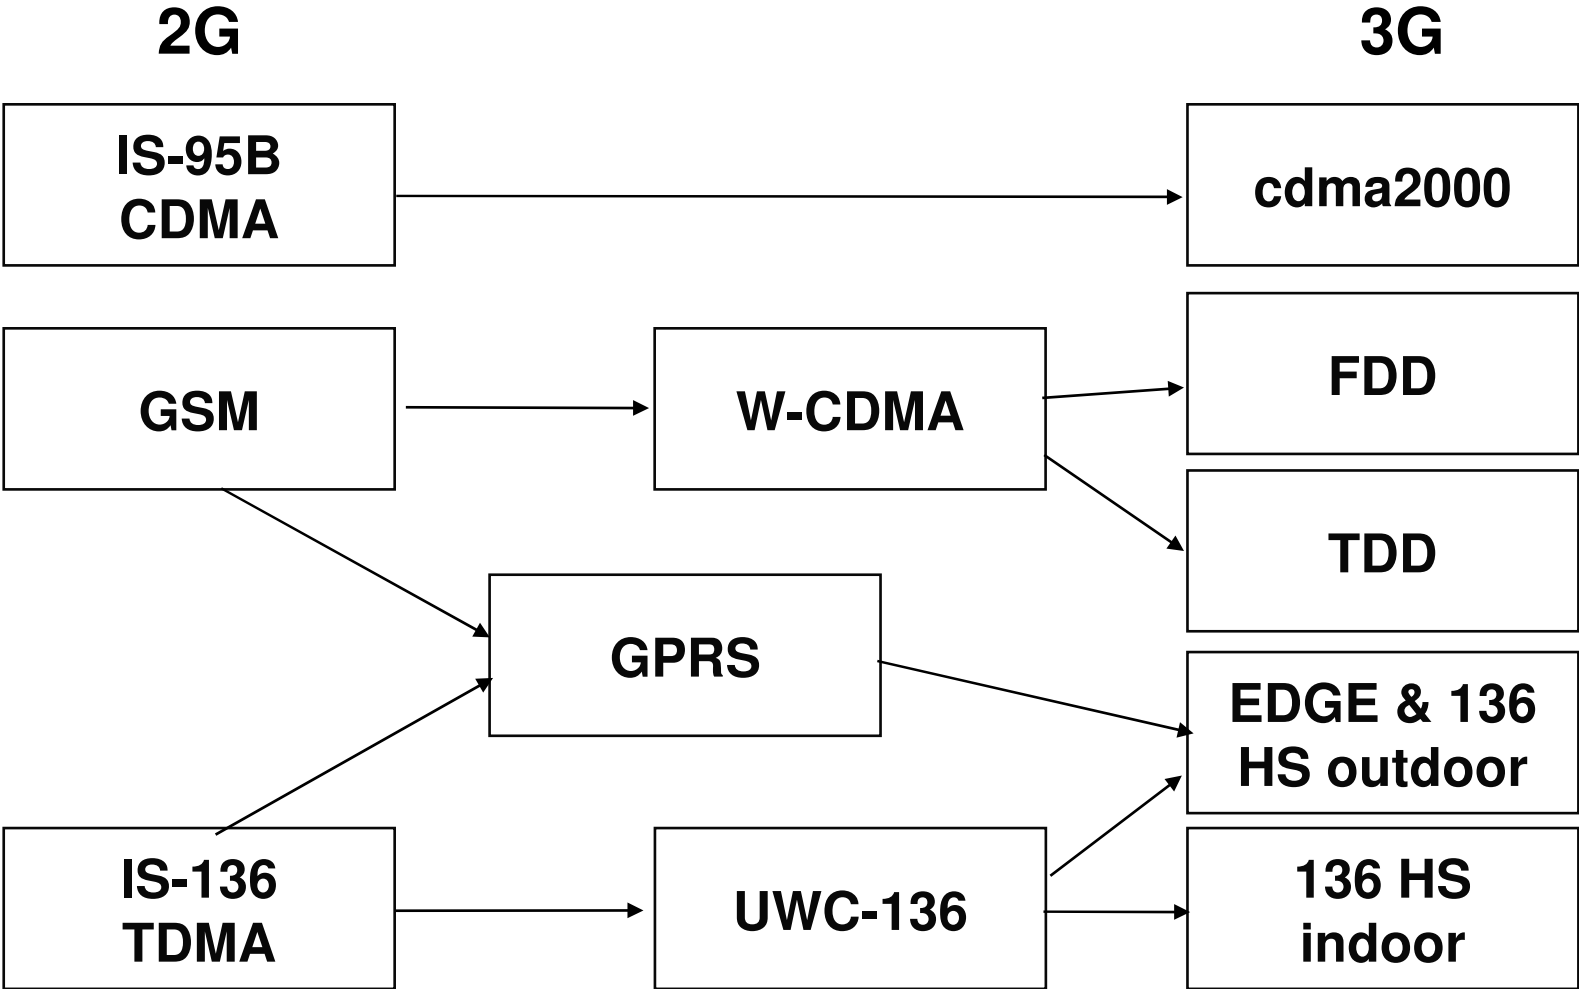 2G
3G
IS-95B
CDMA
cdma2000
GSM
W-CDMA
FDD
TDD
GPRS
EDGE & 136
HS outdoor
IS-136
TDMA
UWC-136
136 HS
indoor